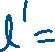 l' =